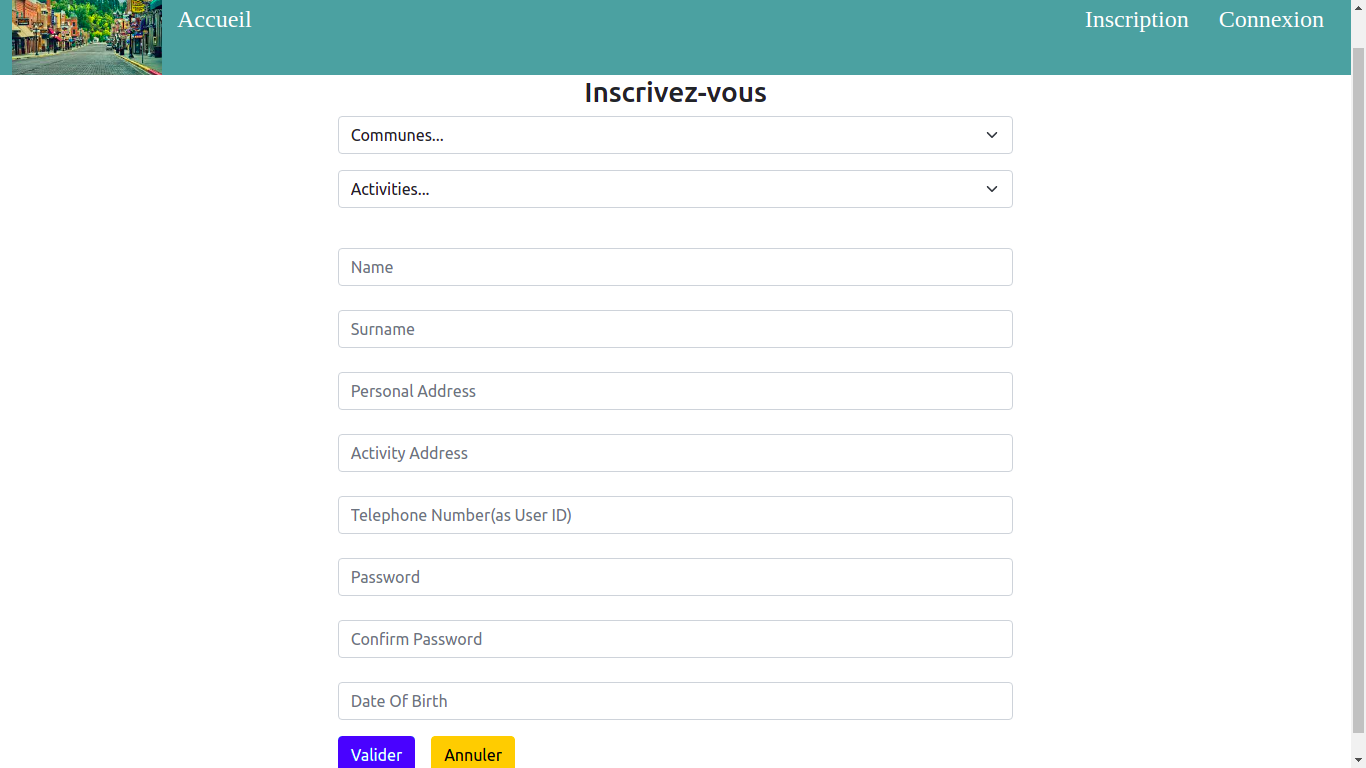 Accueil Inscription Connexion
Inscrivez-vous
Communes...
Activities...
Name
Surname
Personal Address
Activity Address
Telephone Number(as User ID)
Password
Confirm Password
Date Of Birth
Valider Annuler